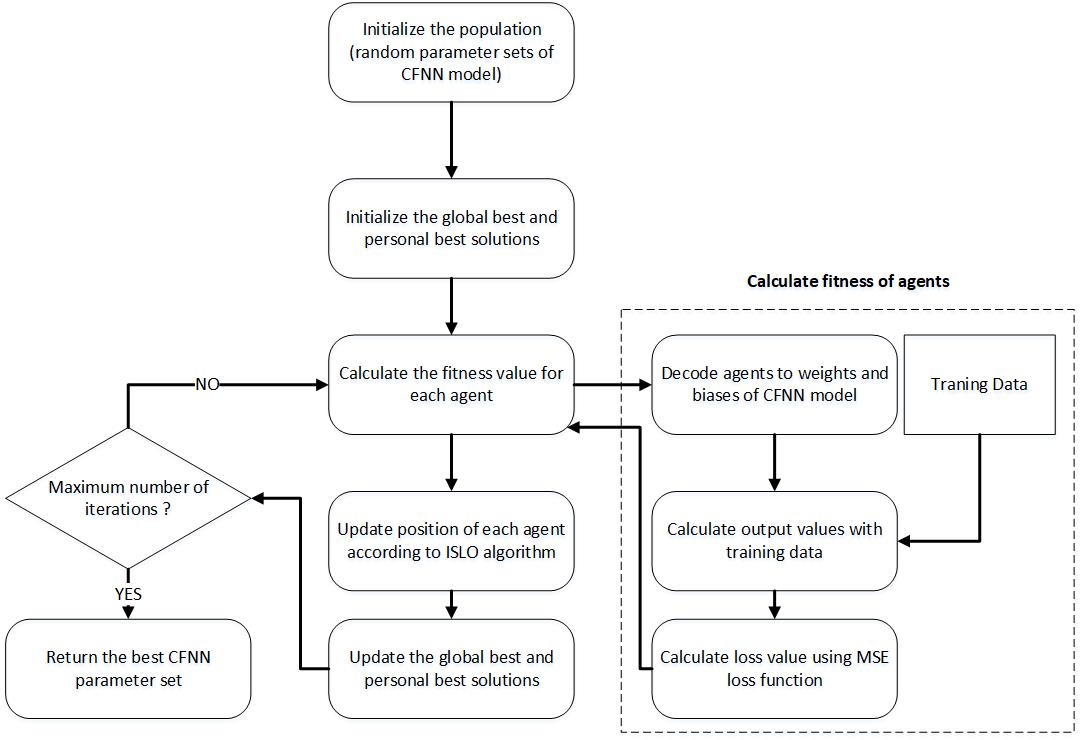 Initialize the population
(random parameter sets of
CFNN model)
Initialize the global best and
personal best solutions
Calculate fitness of agents
Calculate the fitness value for
each agent
Decode agents to weights and
biases of CFNN model
Traning Data
NO
Maximum number of
iterations ?
Update position of each agent
according to ISLO algorithm
Calculate output values with
training data
YES
Return the best CFNN
parameter set
Update the global best and
personal best solutions
Calculate loss value using MSE
loss function